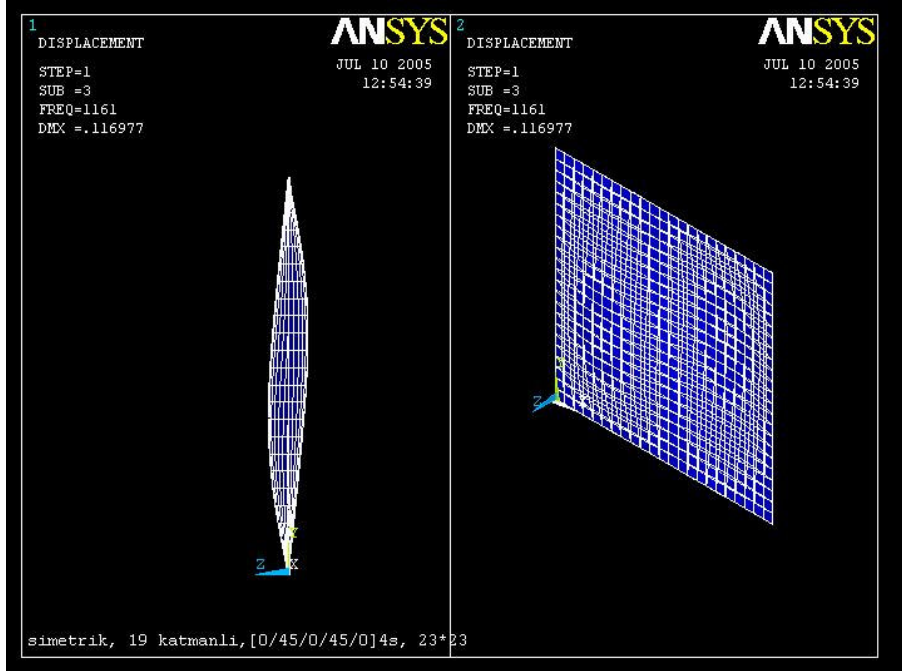 1
ANSYS
DISPLACEMENT
JUL 10 2005
STEP=1
12:54:39
SUB =3
FREQ=1161
DMX =.116977
Y
Z
X
2
ANSYS
DISPLACEMENT
JUL 10 2005
STEP=1
12:54:39
SUB =3
FREQ=1161
DMX =.116977
Z
simetrik, 19 katmanli,[0/45/0/45/0]4s, 23*23